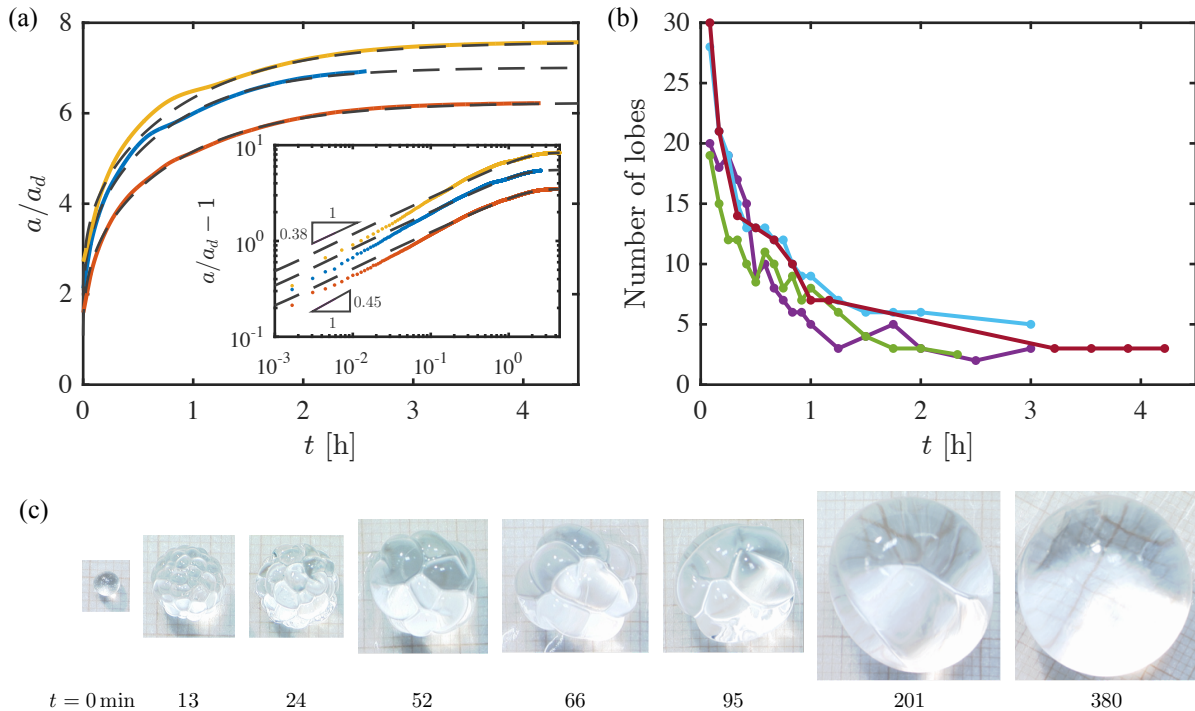 (a)
8
6
4
2
0
a/a_d
0 1 2 3 4
t [h]
10^1
10^0
10^-1
a/a_d − 1
10^-3 10^-2 10^-1 10^0
1
0.38
0.45
1
(b)
30
25
20
15
10
5
0
Number of lobes
0 1 2 3 4
t [h]
(c)
t = 0 min 13 24 52 66 95 201 380